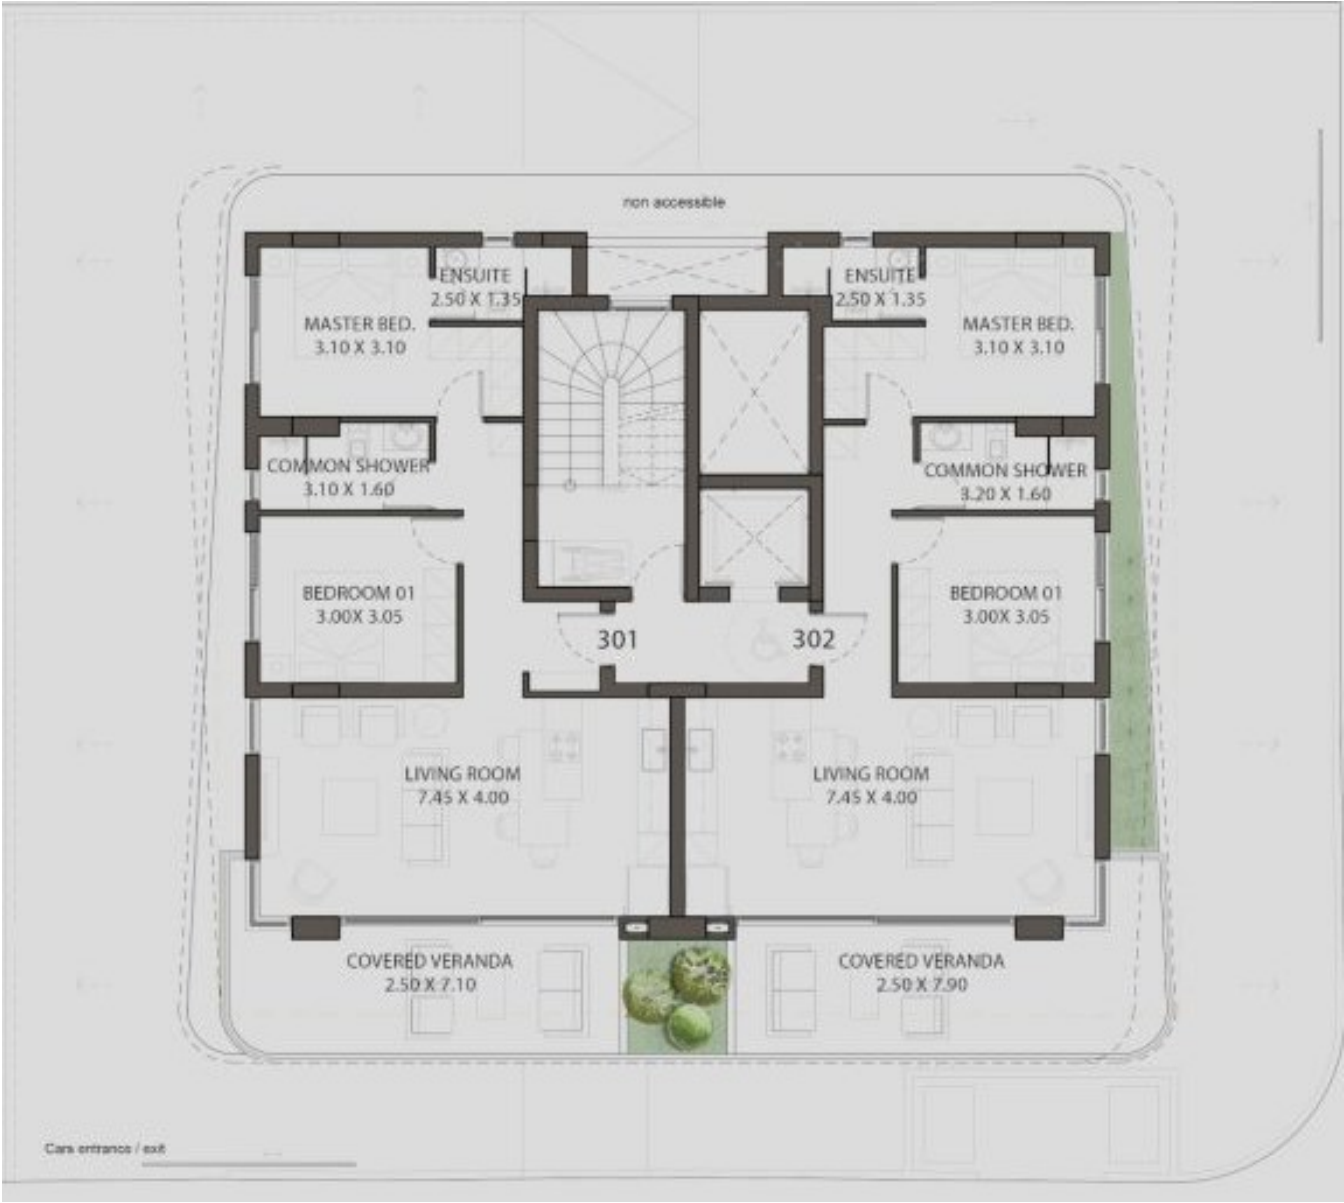 non accessible
ENSUITE
2.50 X 1.35
ENSUITE
2.50 X 1.35
MASTER BED.
3.10 X 3.10
MASTER BED.
3.10 X 3.10
COMMON SHOWER
3.10 X 1.60
COMMON SHOWER
3.20 X 1.60
BEDROOM 01
3.00X 3.05
BEDROOM 01
3.00X 3.05
301
302
LIVING ROOM
7.45 X 4.00
LIVING ROOM
7.45 X 4.00
COVERED VERANDA
2.50 X 7.10
COVERED VERANDA
2.50 X 7.90
Cars entrance / exit